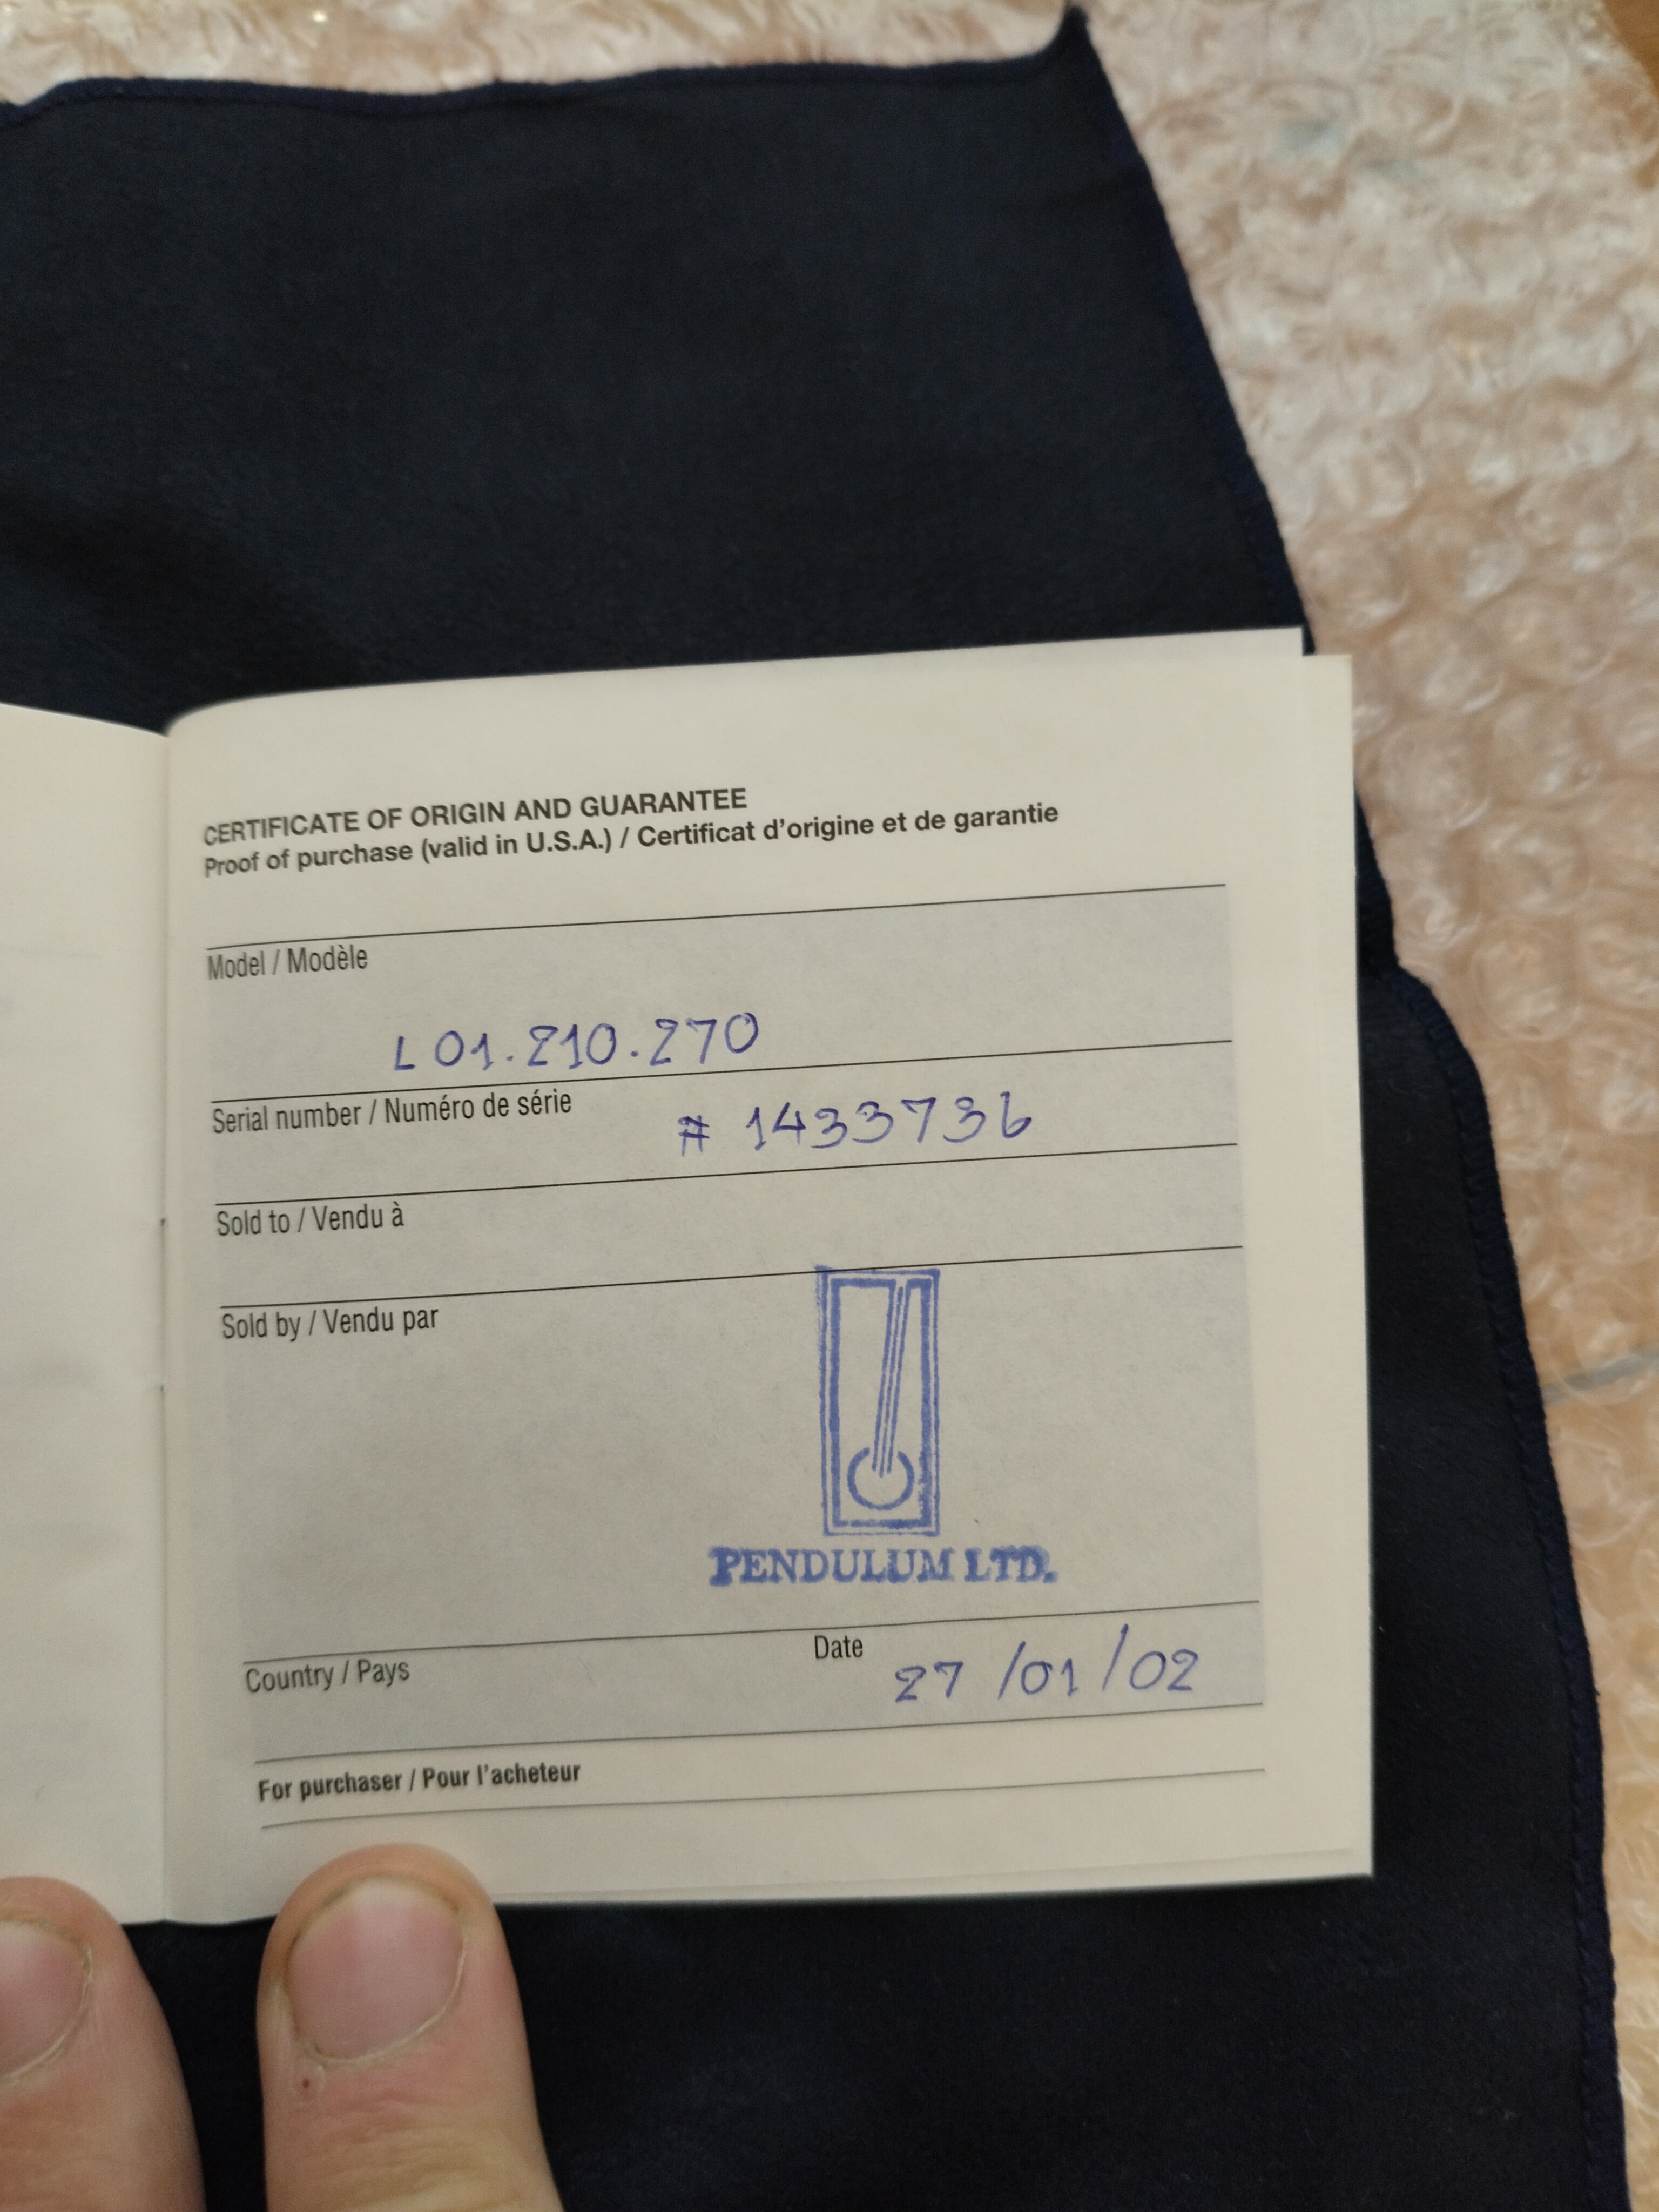 CERTIFICATE OF ORIGIN AND GUARANTEE
Proof of purchase (valid in U.S.A.) / Certificat d'origine et de garantie
Model / Modèle
L 01.210.270
Serial number / Numéro de série # 1433736
Sold to / Vendu à
Sold by / Vendu par
PENDULUM LTD.
Country / Pays Date 27/01/02
For purchaser / Pour l'acheteur